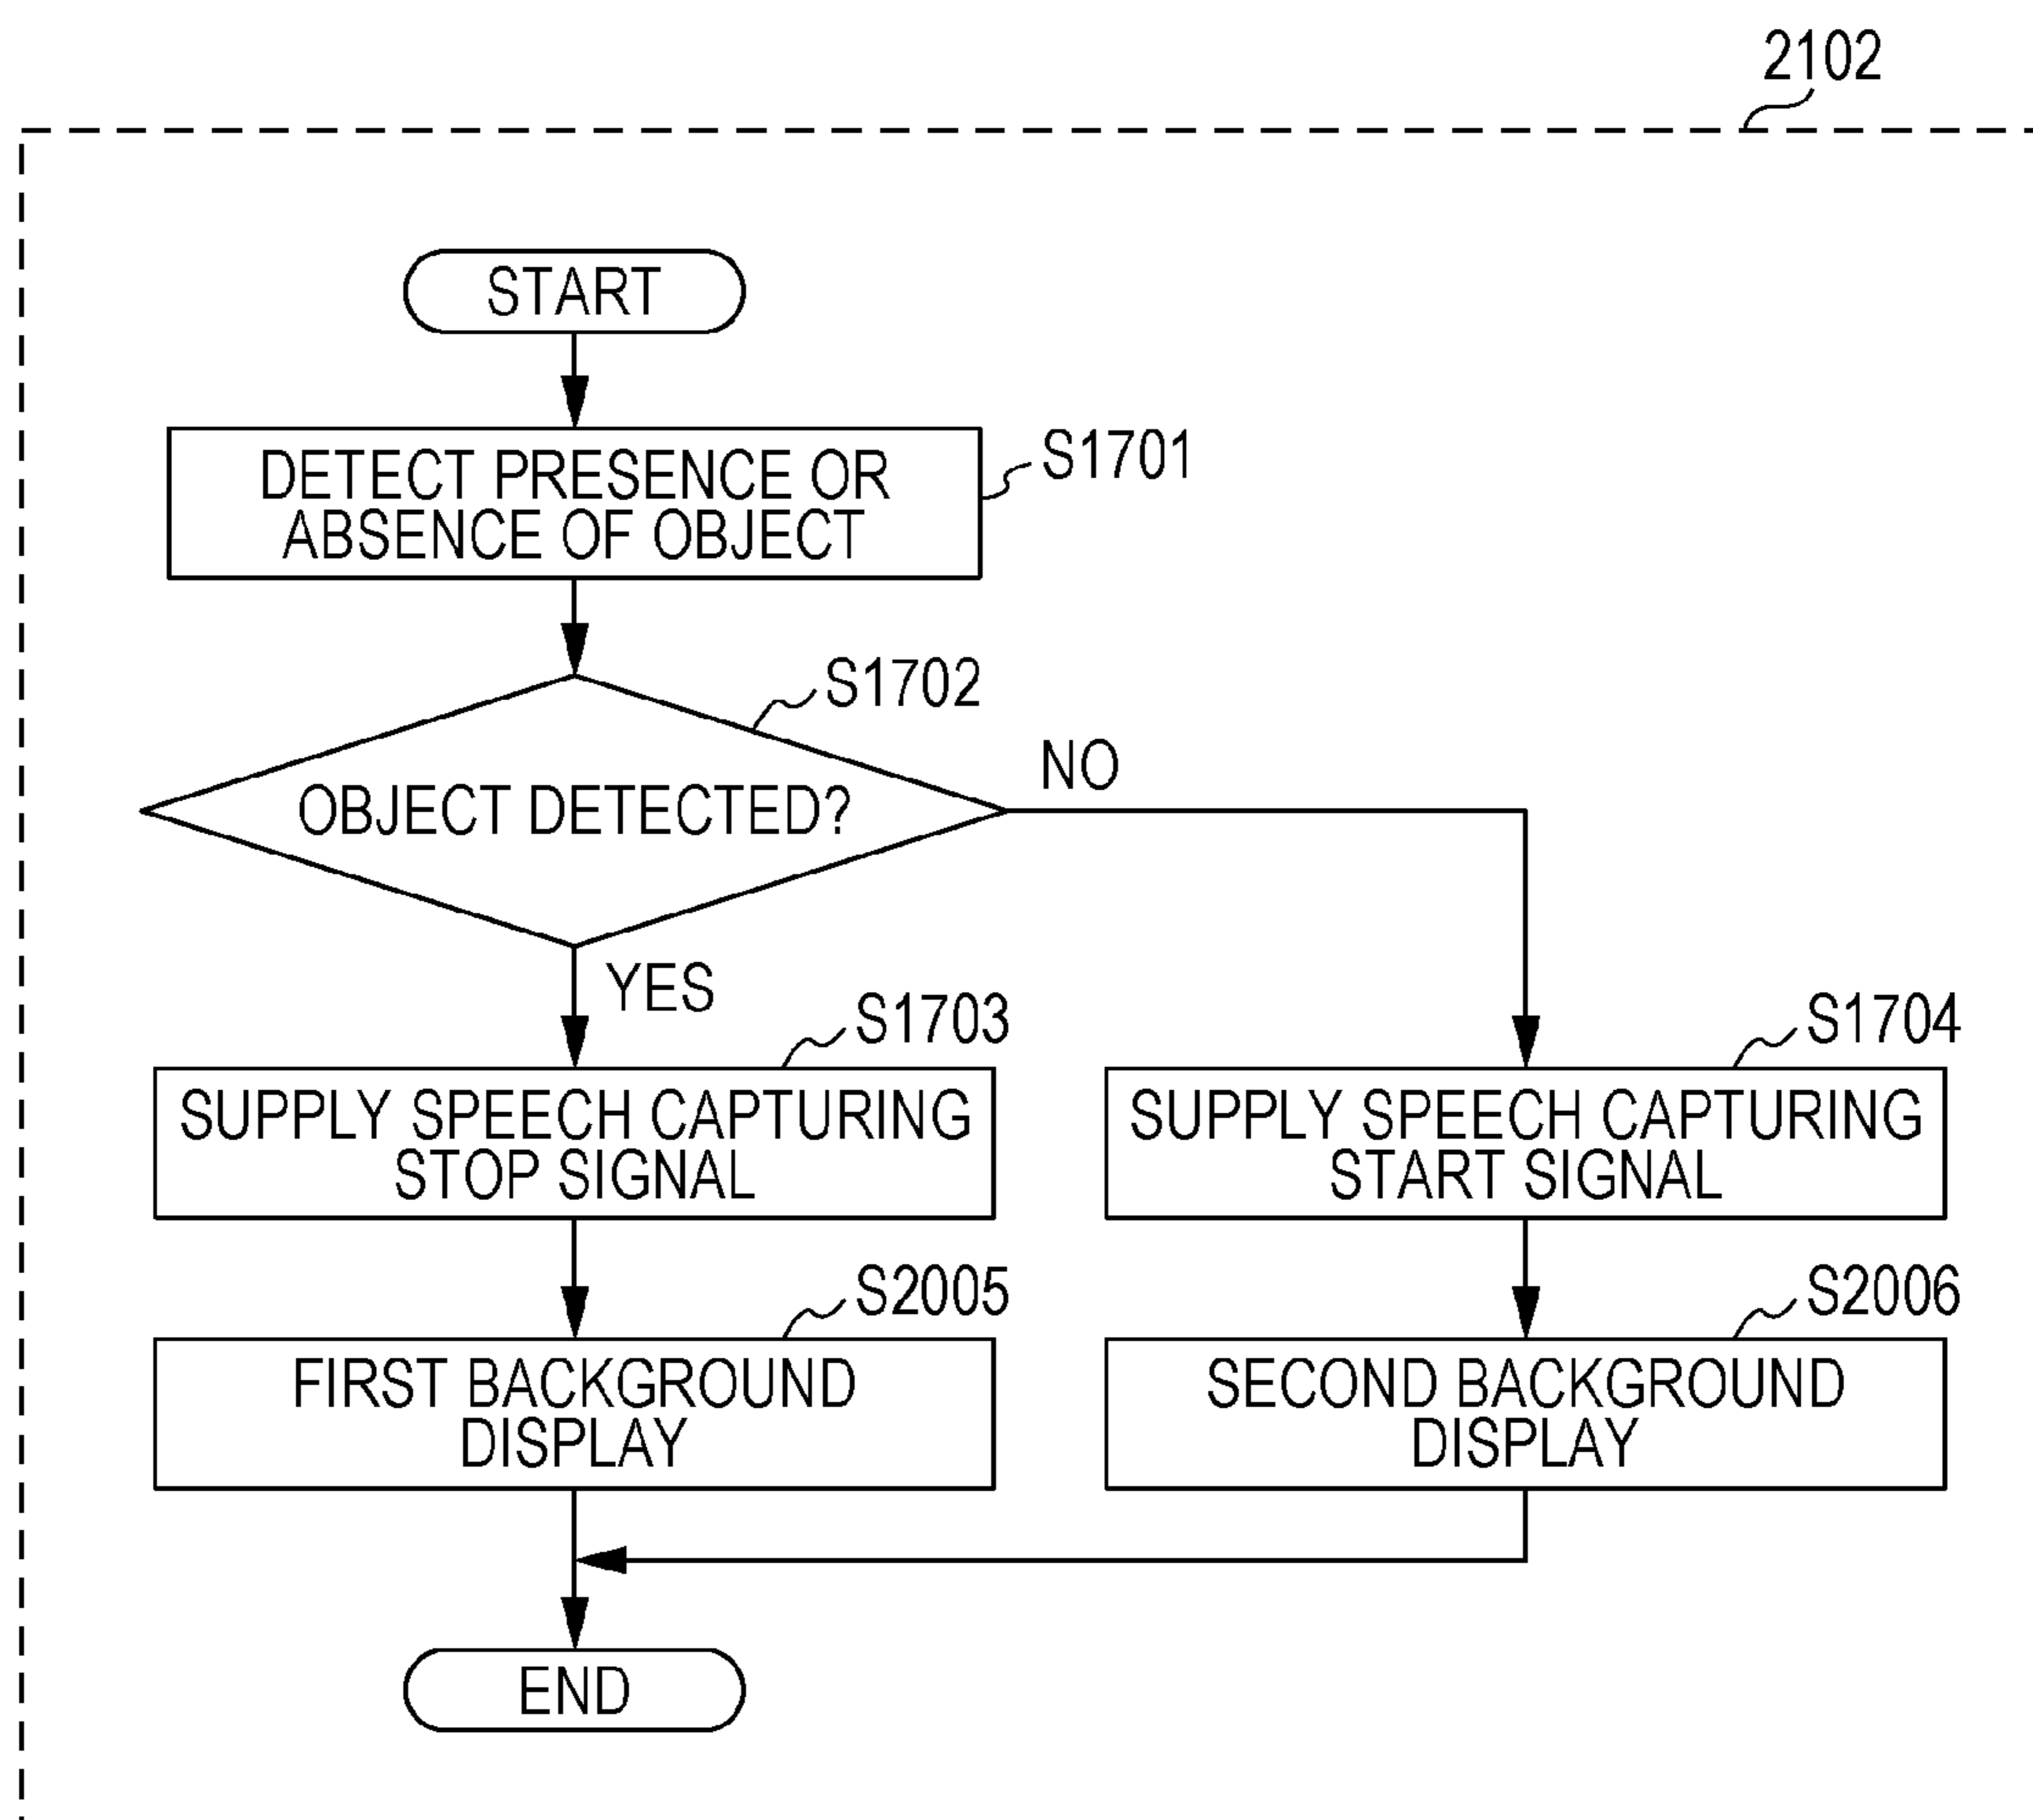 2102
START
DETECT PRESENCE OR
ABSENCE OF OBJECT
S1701
S1702
OBJECT DETECTED?
NO
YES
S1703
SUPPLY SPEECH CAPTURING
STOP SIGNAL
S1704
SUPPLY SPEECH CAPTURING
START SIGNAL
S2005
FIRST BACKGROUND
DISPLAY
S2006
SECOND BACKGROUND
DISPLAY
END